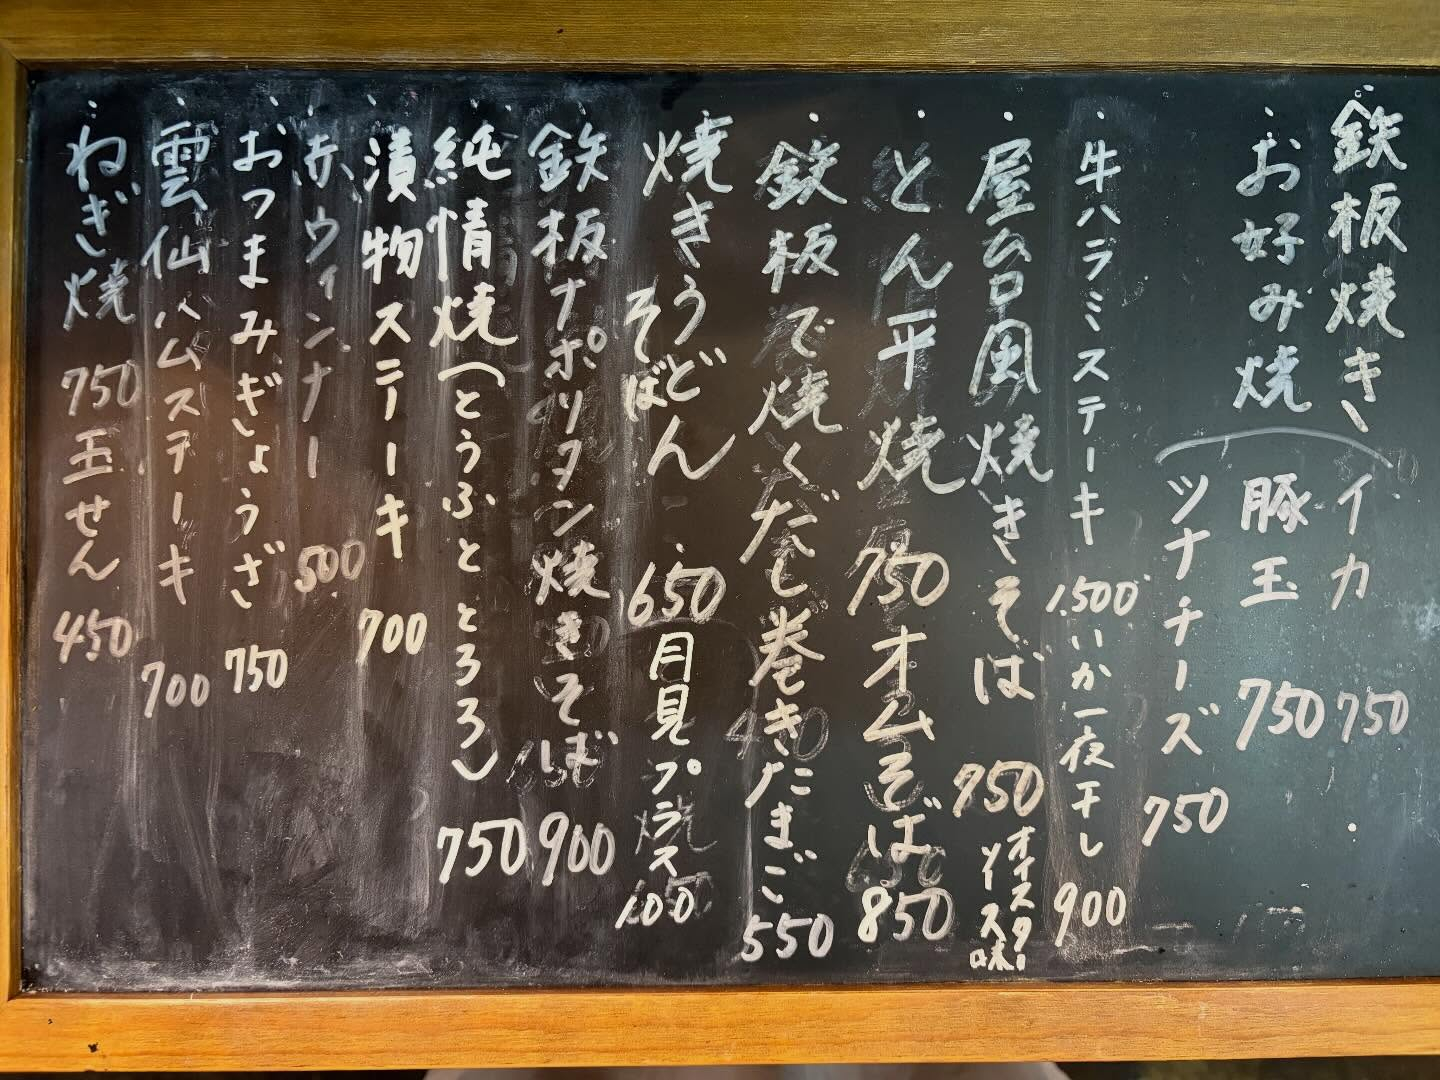 鉄板焼き
イカ 750
お好み焼
豚玉 750
ツナチーズ 750
牛ハラミステーキ 1,500
いか一夜干し 900
屋台風焼きそば 750
オイスターソース味
とん平焼 750
オムそば 850
鉄板で焼くだし巻きたまご 550
焼きうどん
そば
めん
650
月見プラス100
鉄板ナポリタン焼きそば 900
純情焼(とうふととろろ) 750
漬物ステーキ 700
赤ウィンナー 500
おつまみぎょうざ 750
雲仙ハムステーキ 700
ねぎ焼 750
玉せん 450